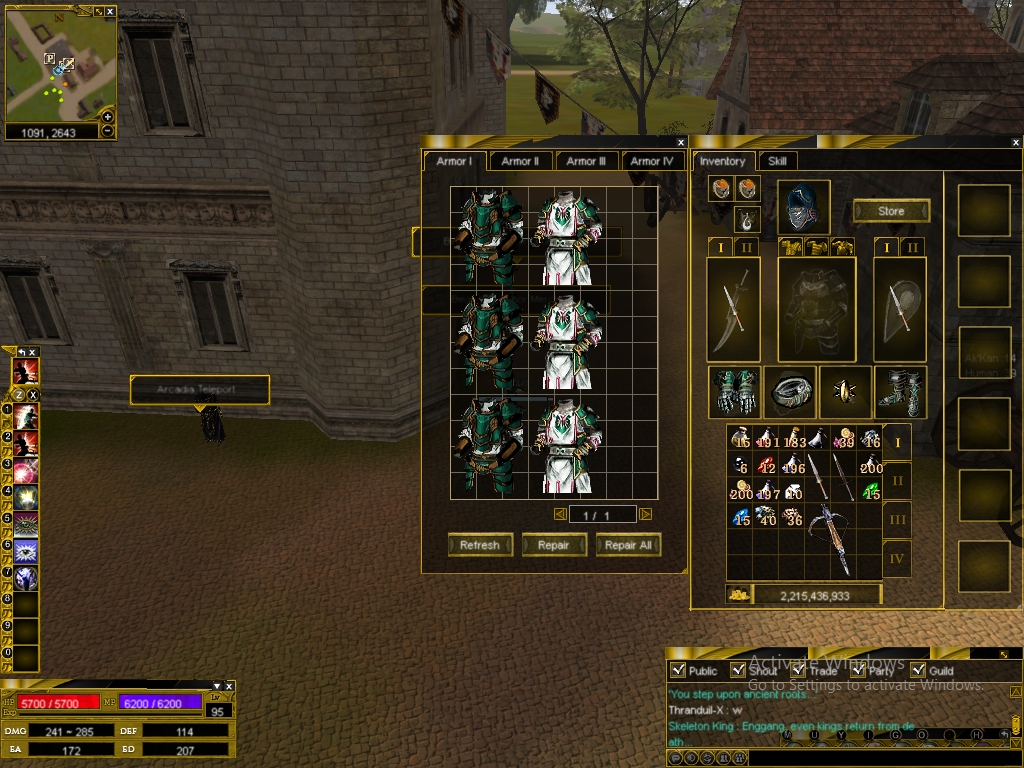 1091, 2643
Armor I Armor II Armor III Armor IV
1 / 1
Refresh Repair Repair All
Inventory Skill
Store
I II
I II
16 191 183 39 16
6 12 196 200
200 197 10 15
15 40 36
I
II
III
IV
2,215,436,933
Arcadia Teleport
Z X
1
2
3
4
5
6
7
8
9
0
HP 5700 / 5700 MP 6200 / 6200 Lv
Exp 95
DMG 241 ~ 285 DEF 114
EA 172 ED 207
Public Shout Trade Party Guild
Activate Windows
Go to Settings to activate Windows.
'You step upon ancient roots..
Thranduil-X : w
Skeleton King : Enggang, even kings return from de
ath